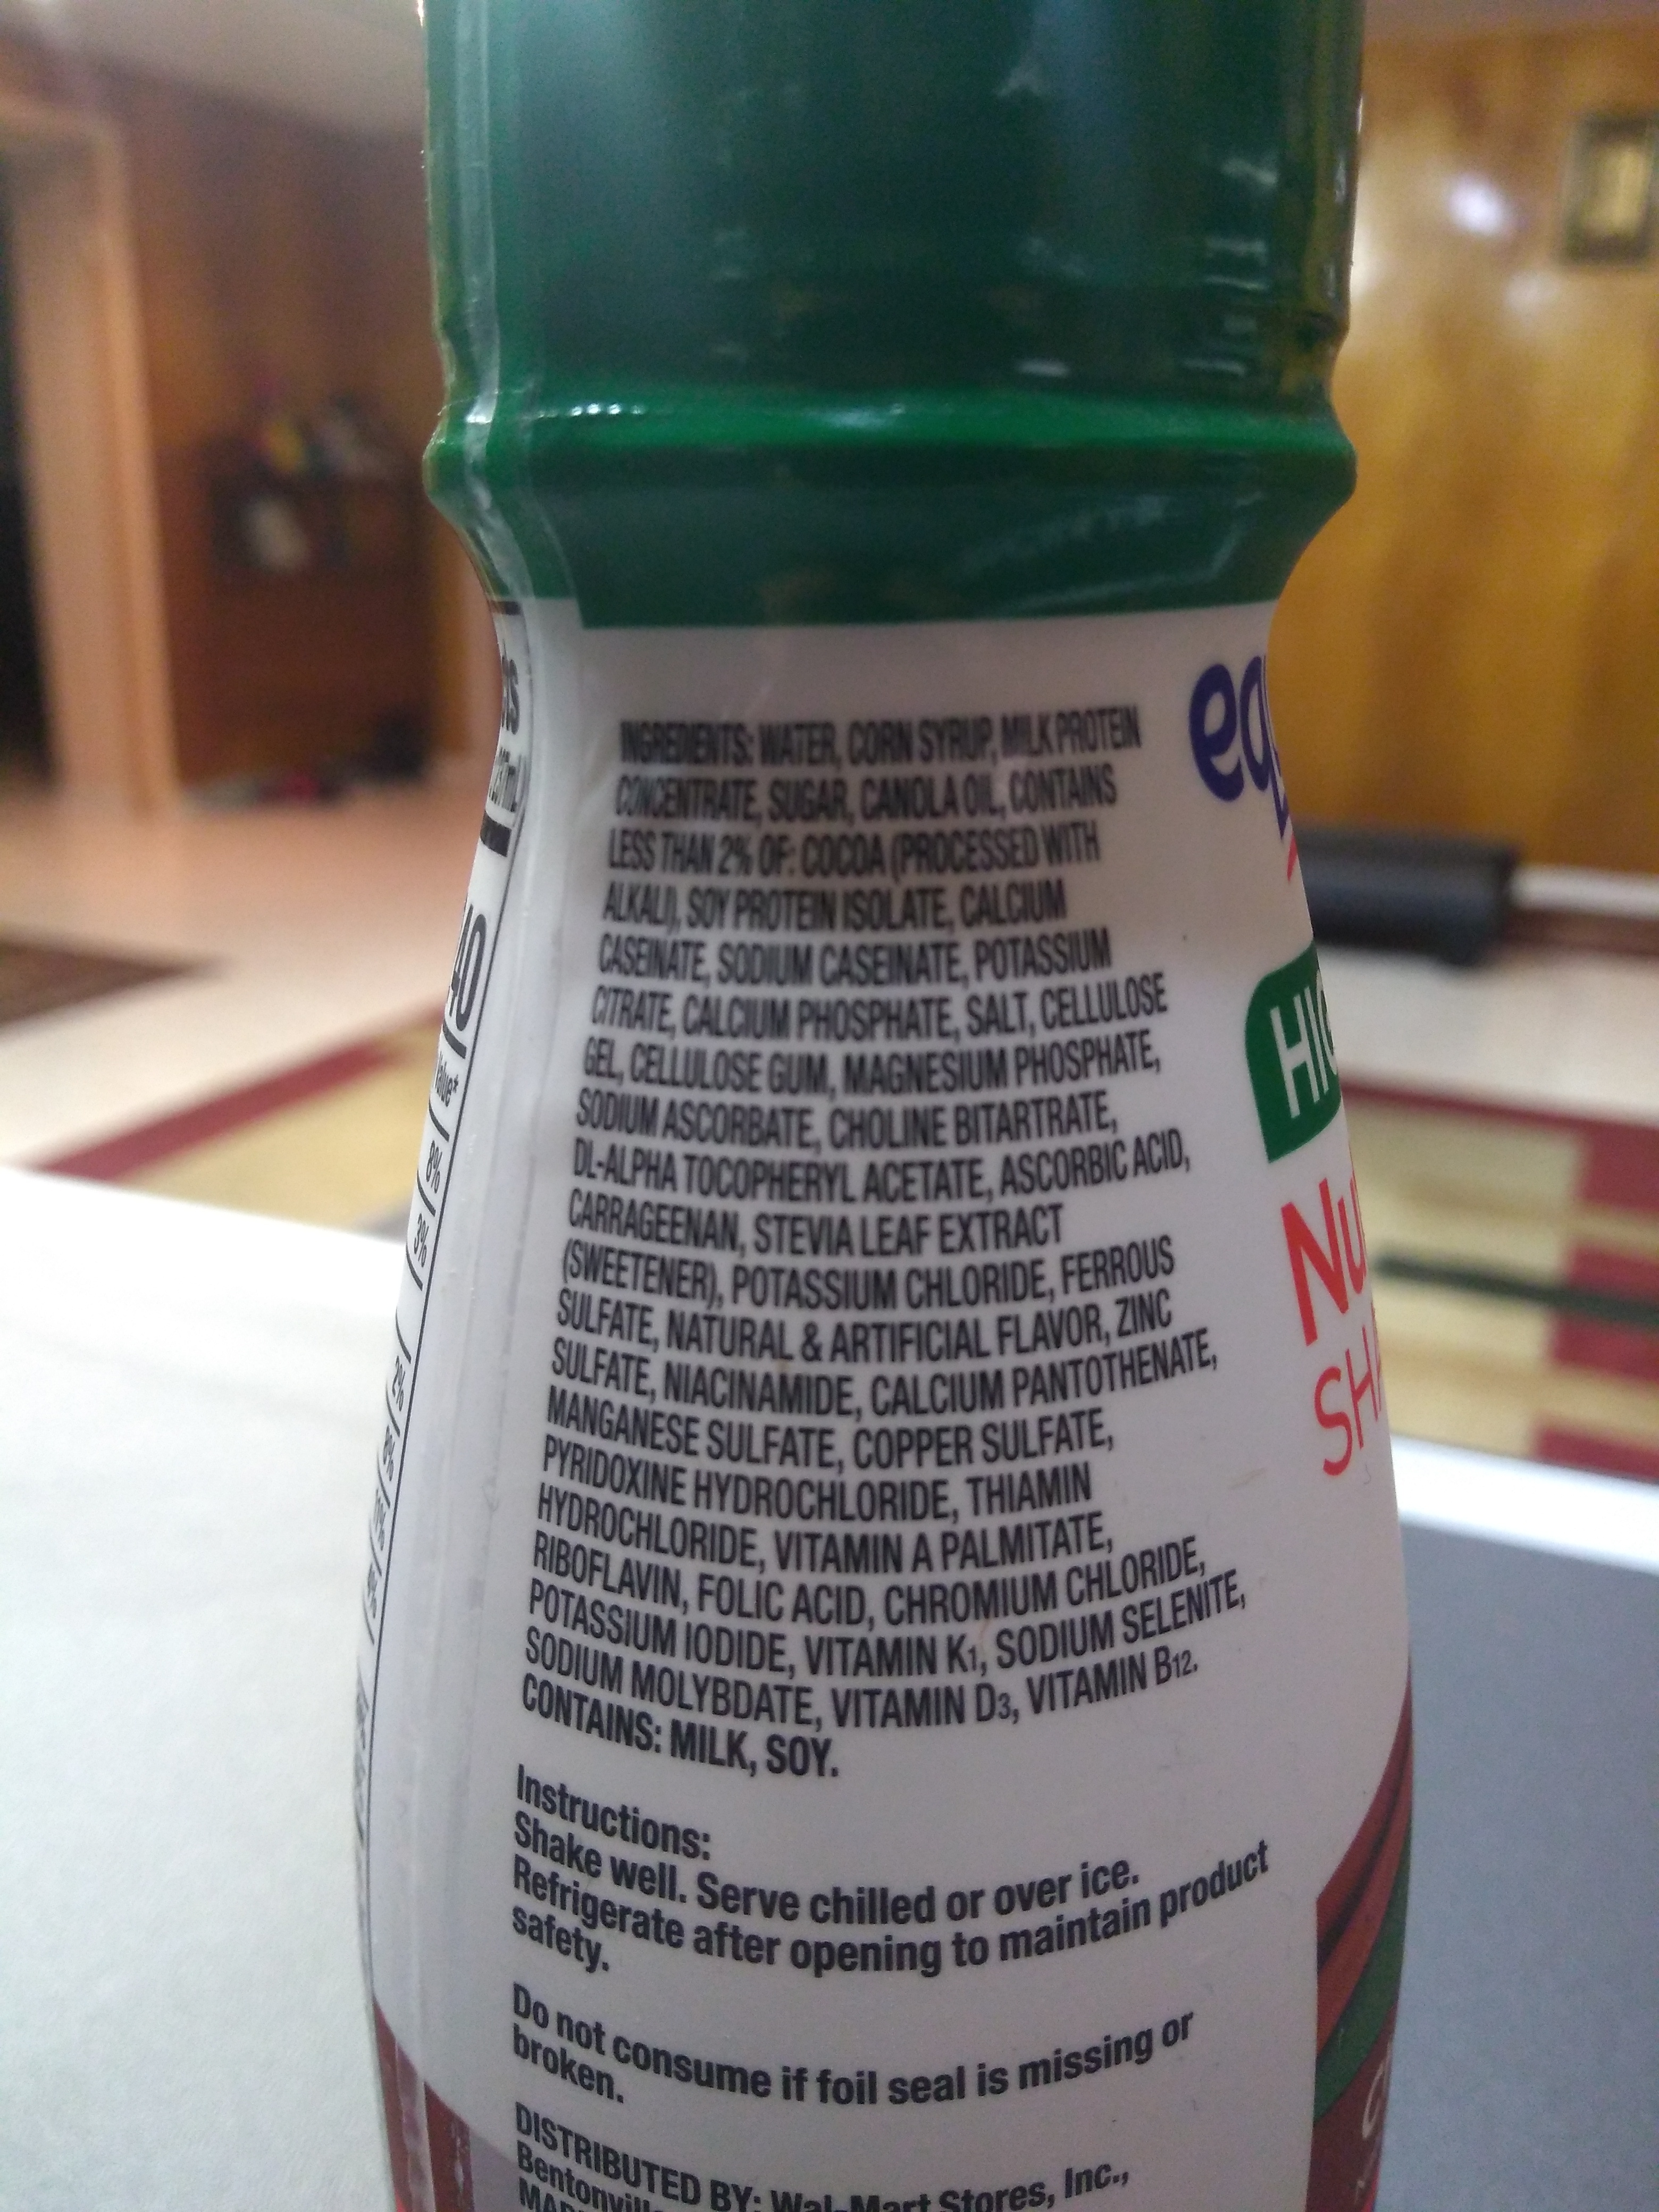 INGREDIENTS: WATER, CORN SYRUP, MILK PROTEIN
CONCENTRATE, SUGAR, CANOLA OIL, CONTAINS
LESS THAN 2% OF: COCOA (PROCESSED WITH
ALKALI), SOY PROTEIN ISOLATE, CALCIUM
CASEINATE, SODIUM CASEINATE, POTASSIUM
CITRATE, CALCIUM PHOSPHATE, SALT, CELLULOSE
GEL, CELLULOSE GUM, MAGNESIUM PHOSPHATE,
SODIUM ASCORBATE, CHOLINE BITARTRATE,
DL-ALPHA TOCOPHERYL ACETATE, ASCORBIC ACID,
CARRAGEENAN, STEVIA LEAF EXTRACT
(SWEETENER), POTASSIUM CHLORIDE, FERROUS
SULFATE, NATURAL & ARTIFICIAL FLAVOR, ZINC
SULFATE, NIACINAMIDE, CALCIUM PANTOTHENATE,
MANGANESE SULFATE, COPPER SULFATE,
PYRIDOXINE HYDROCHLORIDE, THIAMIN
HYDROCHLORIDE, VITAMIN A PALMITATE,
RIBOFLAVIN, FOLIC ACID, CHROMIUM CHLORIDE,
POTASSIUM IODIDE, VITAMIN K1, SODIUM SELENITE,
SODIUM MOLYBDATE, VITAMIN D3, VITAMIN B12.
CONTAINS: MILK, SOY.
Instructions:
Shake well. Serve chilled or over ice.
Refrigerate after opening to maintain product
safety.
Do not consume if foil seal is missing or
broken.
DISTRIBUTED BY: Wal-Mart Stores, Inc.,
40
8%
3%
2%